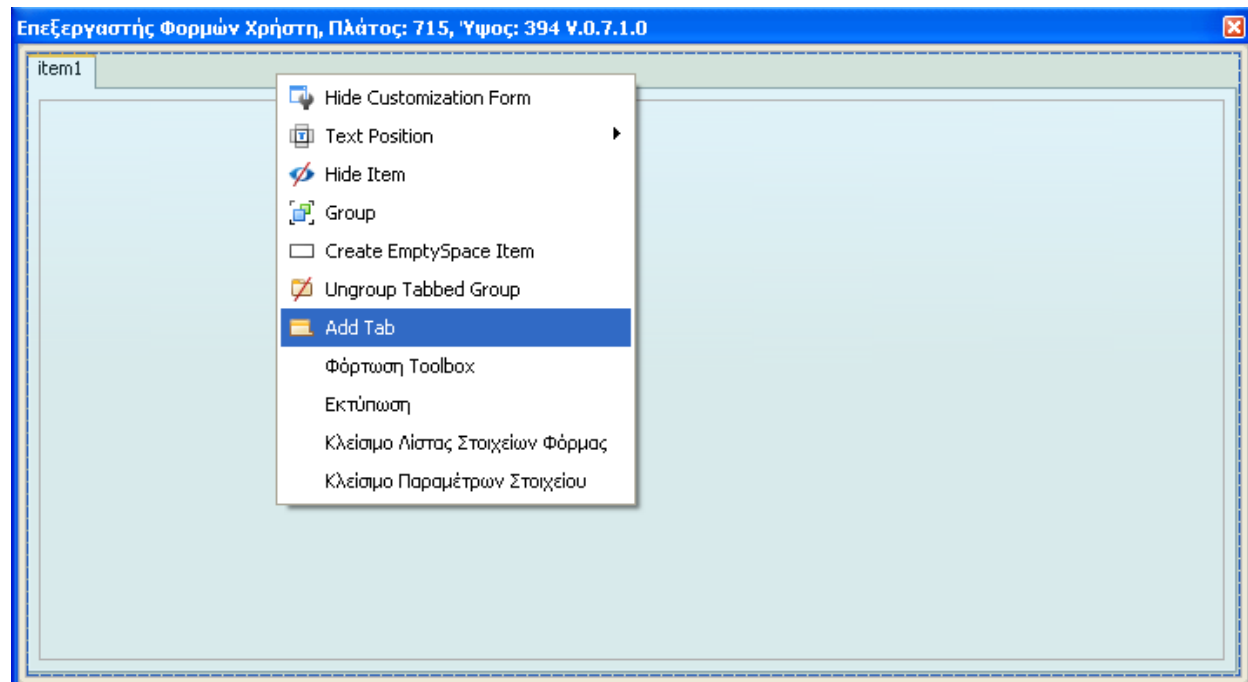 Επεξεργαστής Φορμών Χρήστη, Πλάτος: 715, Ύψος: 394 V.0.7.1.0
item1
Hide Customization Form
Text Position
Hide Item
Group
Create EmptySpace Item
Ungroup Tabbed Group
Add Tab
Φόρτωση Toolbox
Εκτύπωση
Κλείσιμο Λίστας Στοιχείων Φόρμας
Κλείσιμο Παραμέτρων Στοιχείου